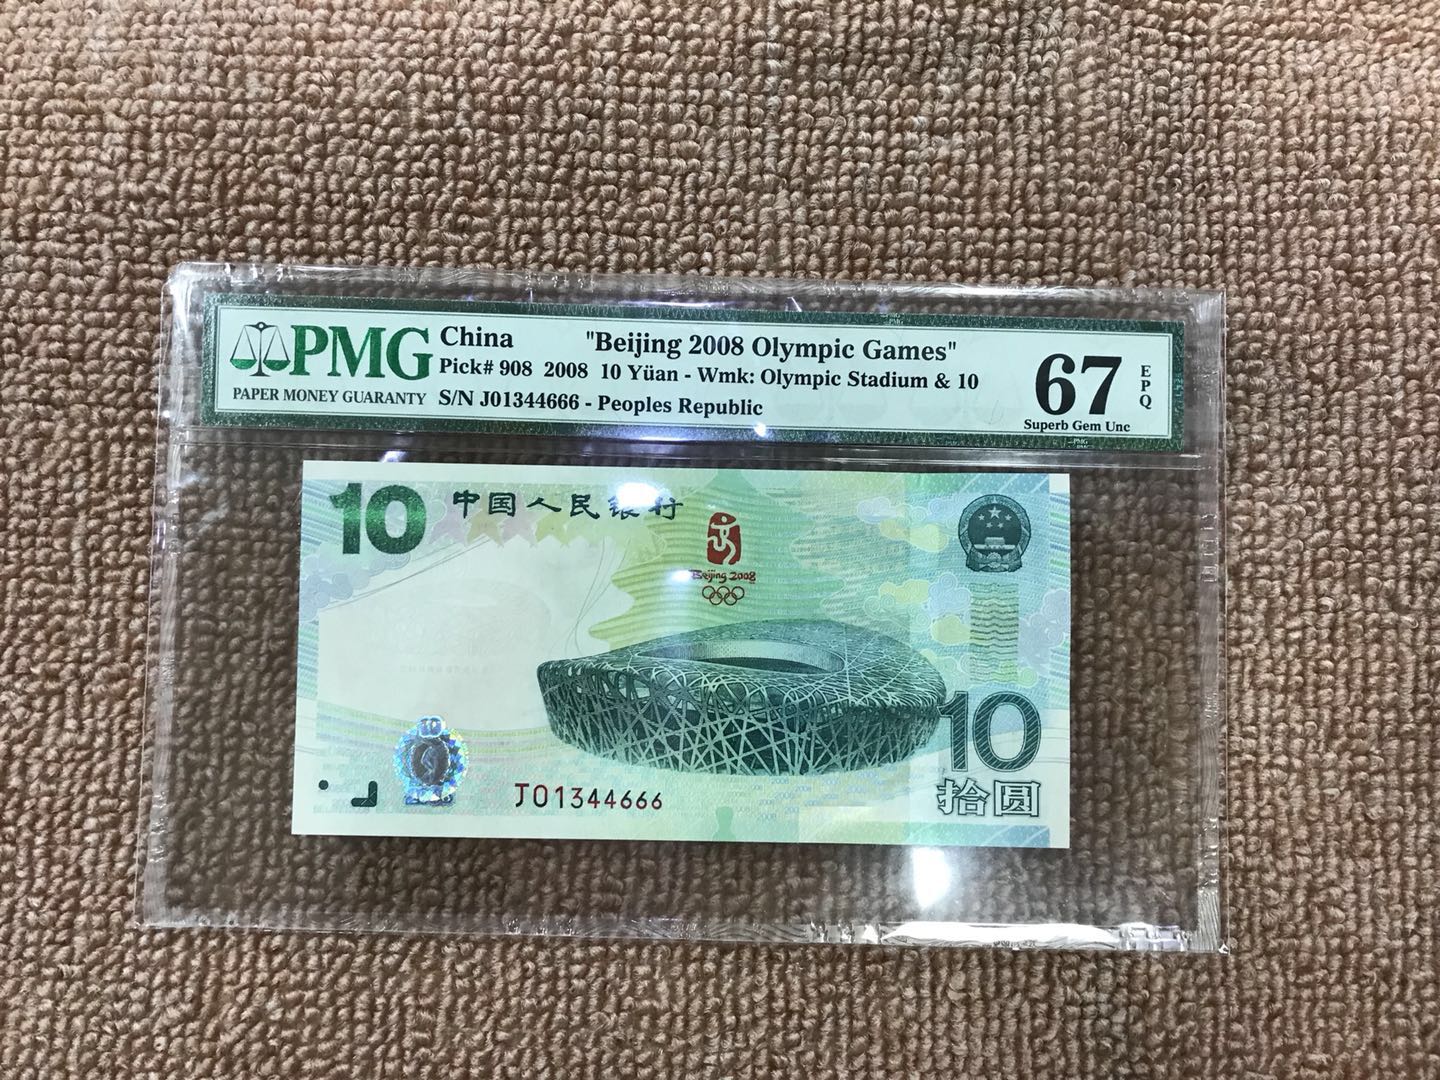 PMG
PAPER MONEY GUARANTY
China "Beijing 2008 Olympic Games"
Pick# 908 2008 10 Yüan - Wmk: Olympic Stadium & 10
S/N J01344666 - Peoples Republic
67
EPQ
Superb Gem Unc
10
中国人民银行
Beijing 2008
J01344666
10
拾圆